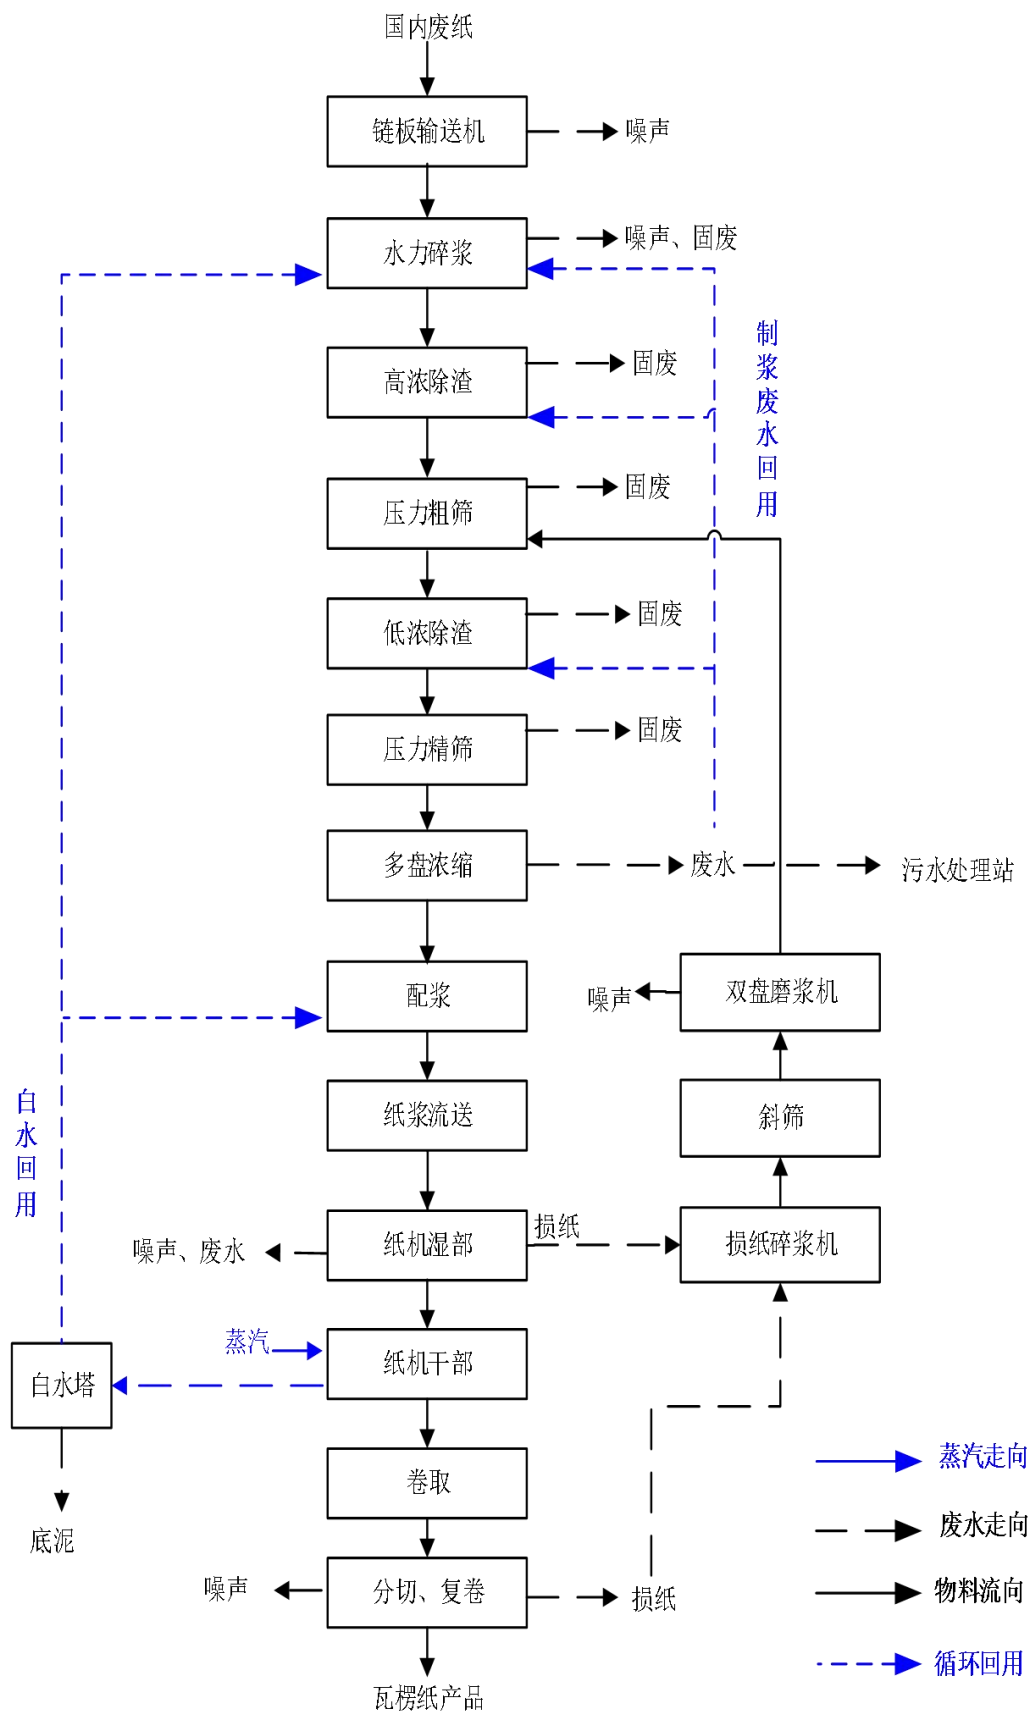 国内废纸
链板输送机
噪声
水力碎浆
噪声、固废
制浆废水回用
高浓除渣
固废
压力粗筛
固废
低浓除渣
固废
压力精筛
固废
多盘浓缩
废水
污水处理站
配浆
双盘磨浆机
噪声
纸浆流送
斜筛
白水回用
纸机湿部
噪声、废水
损纸
损纸碎浆机
蒸汽
纸机干部
白水塔
卷取
底泥
分切、复卷
噪声
损纸
瓦楞纸产品
蒸汽走向
废水走向
物料流向
循环回用